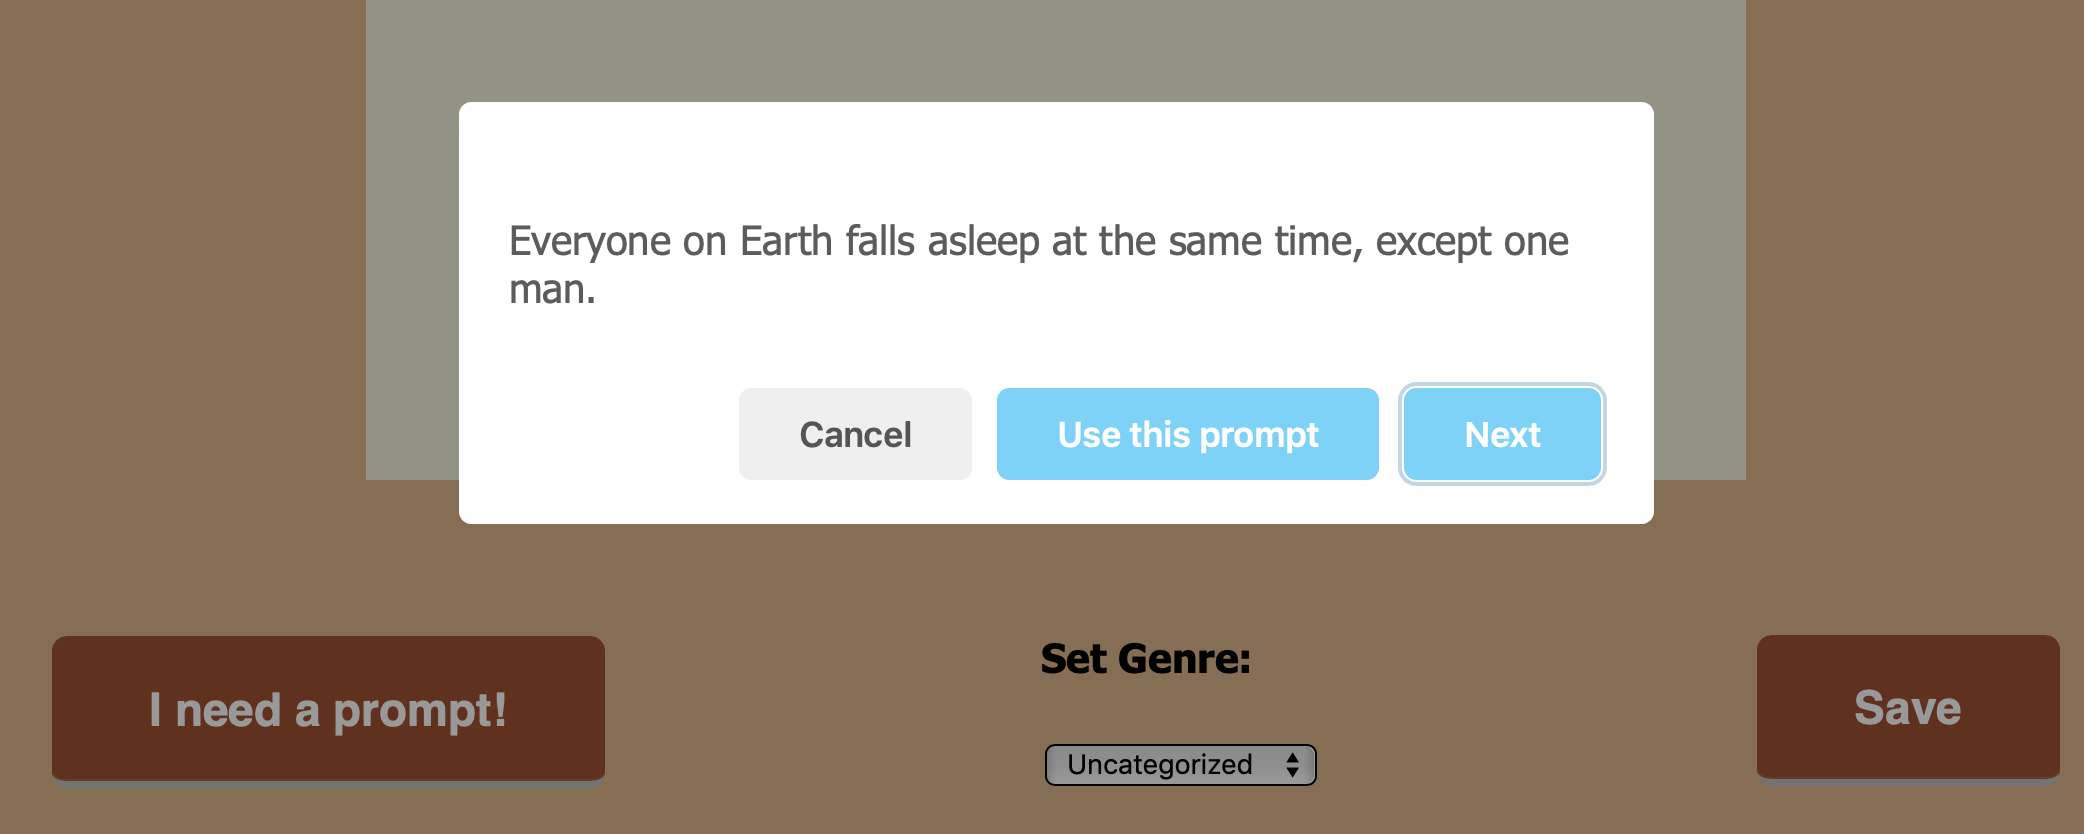 Everyone on Earth falls asleep at the same time, except one
man.
Cancel
Use this prompt
Next
I need a prompt!
Set Genre:
Uncategorized
Save